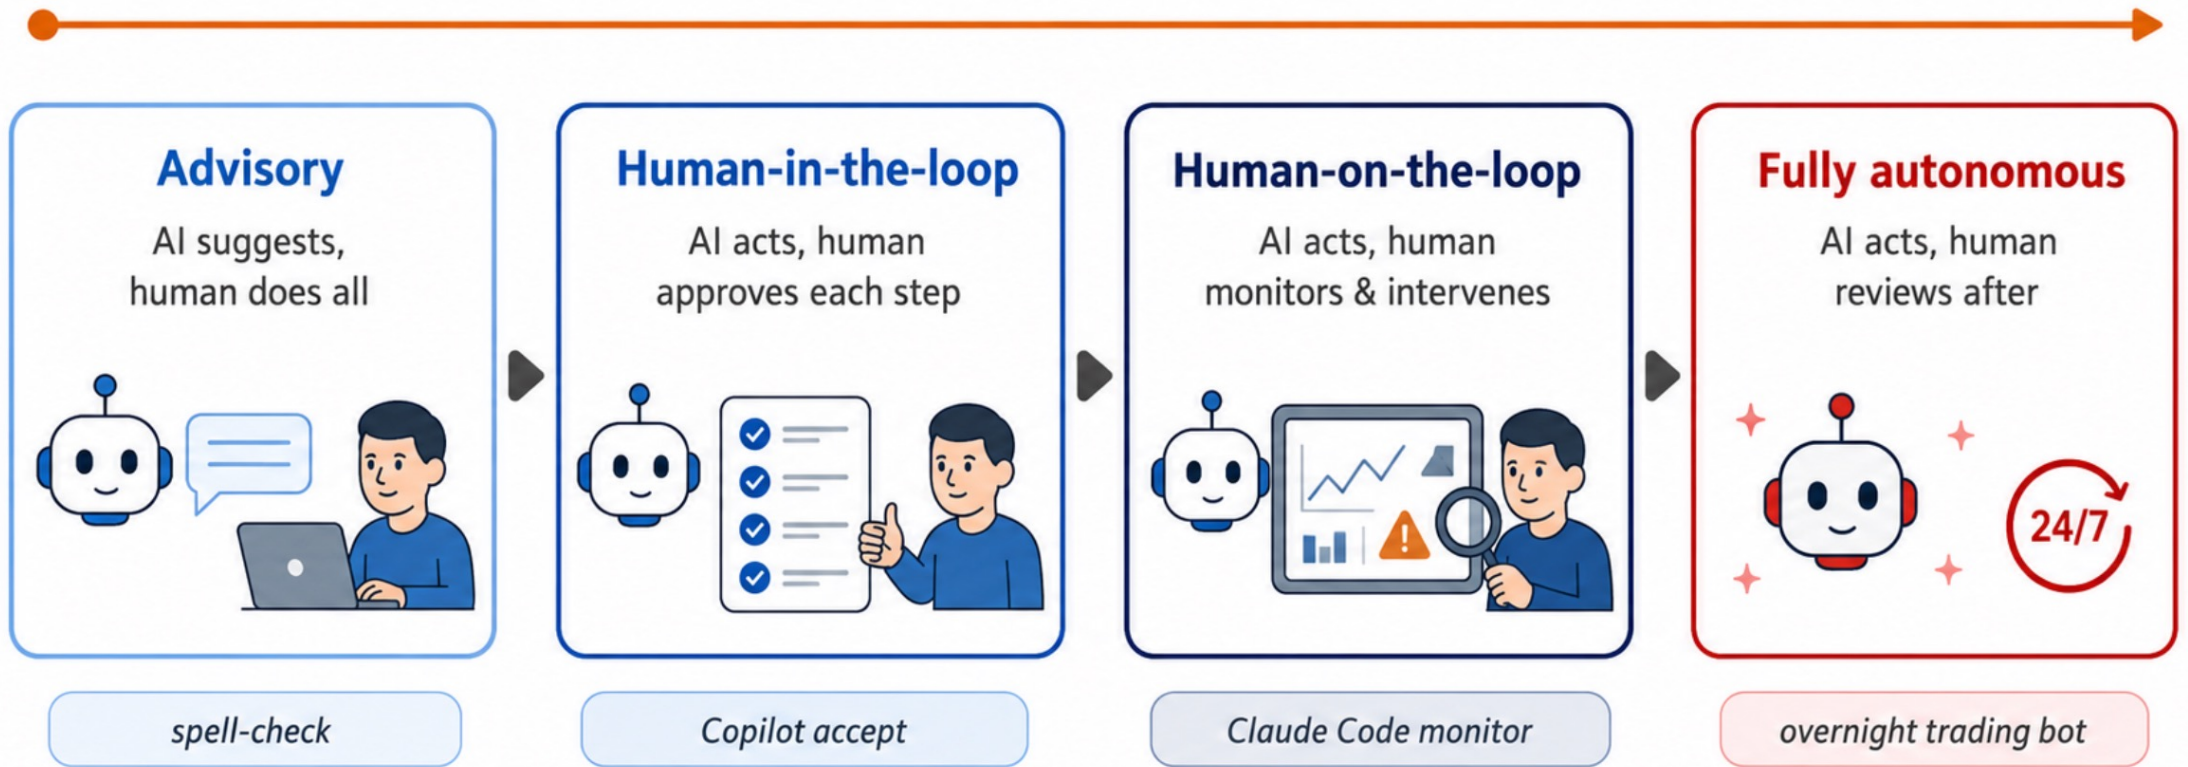 Advisory
AI suggests,
human does all
spell-check
Human-in-the-loop
AI acts, human
approves each step
Copilot accept
Human-on-the-loop
AI acts, human
monitors & intervenes
!
Claude Code monitor
Fully autonomous
AI acts, human
reviews after
24/7
overnight trading bot